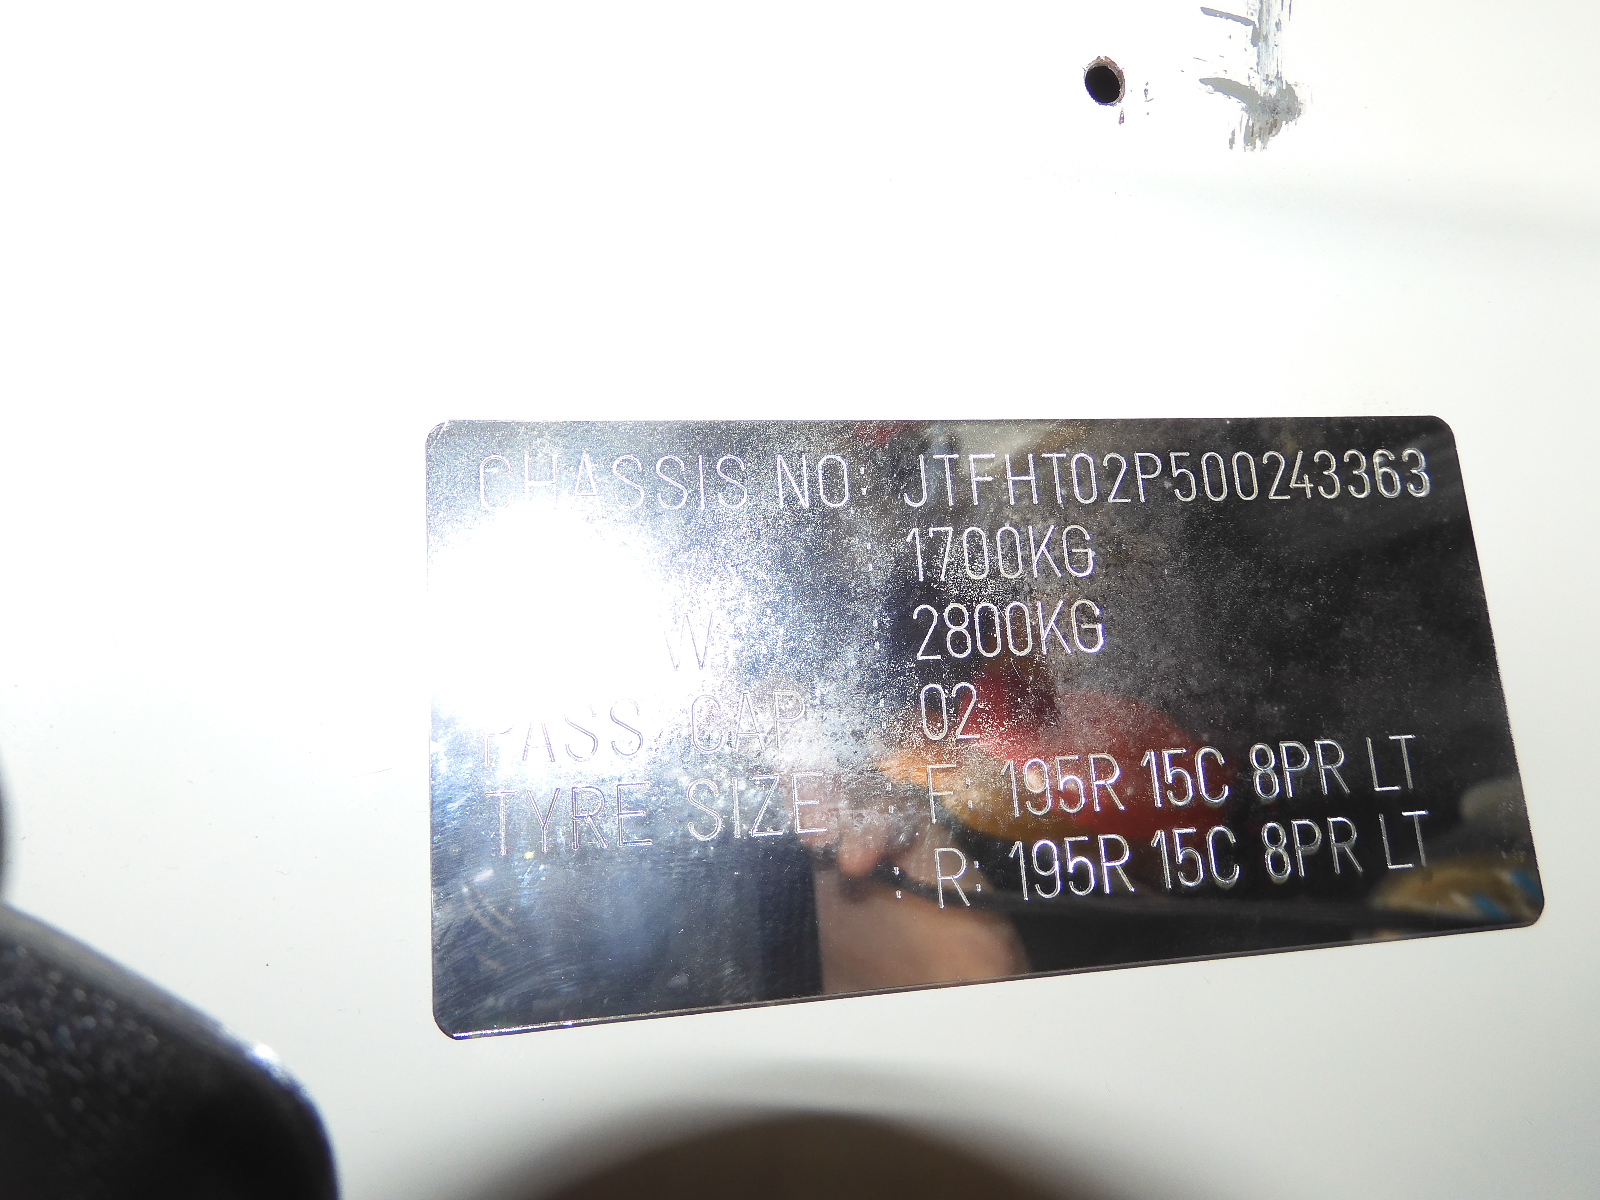 CHASSIS NO: JTFHT02P500243363
: 1700KG
W : 2800KG
PASS CAP : 02
TYRE SIZE : F: 195R 15C 8PR LT
: R: 195R 15C 8PR LT